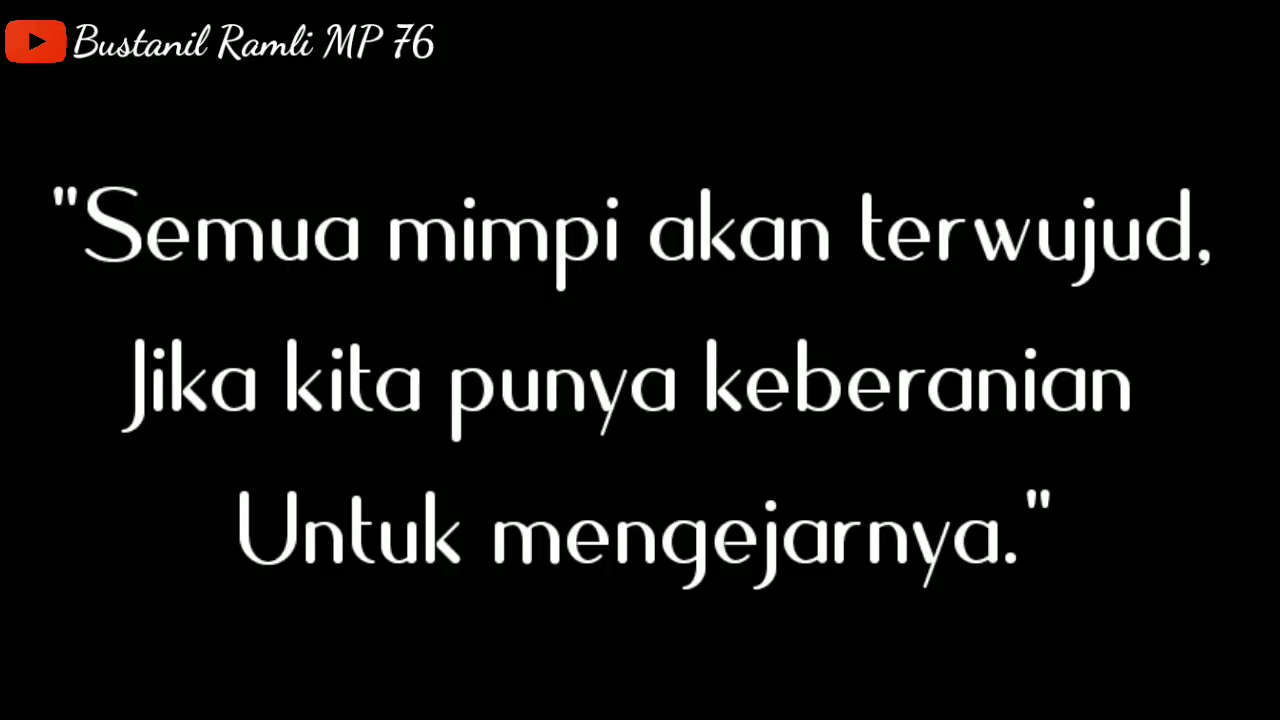 Bustanil Ramli MP 76
"Semua mimpi akan terwujud,
Jika kita punya keberanian
Untuk mengejarnya."